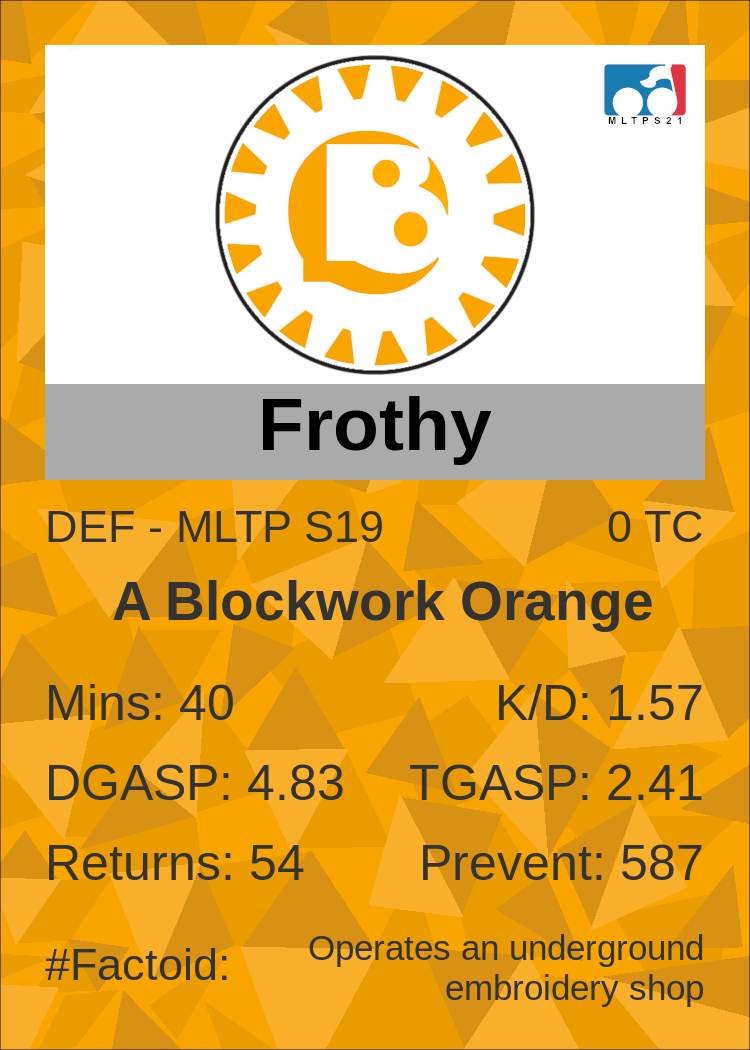 B
MLTPS21
Frothy
DEF - MLTP S19 0 TC
A Blockwork Orange
Mins: 40 K/D: 1.57
DGASP: 4.83 TGASP: 2.41
Returns: 54 Prevent: 587
#Factoid: Operates an underground
embroidery shop